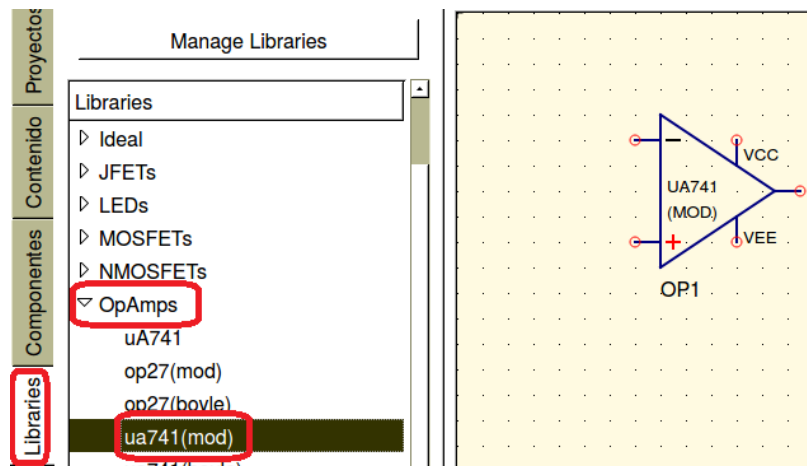 Proyectos
Contenido
Componentes
Libraries
Manage Libraries
Libraries
Ideal
JFETs
LEDs
MOSFETs
NMOSFETs
OpAmps
uA741
op27(mod)
op27(boyle)
ua741(mod)
VCC
UA741
(MOD)
VEE
OP1